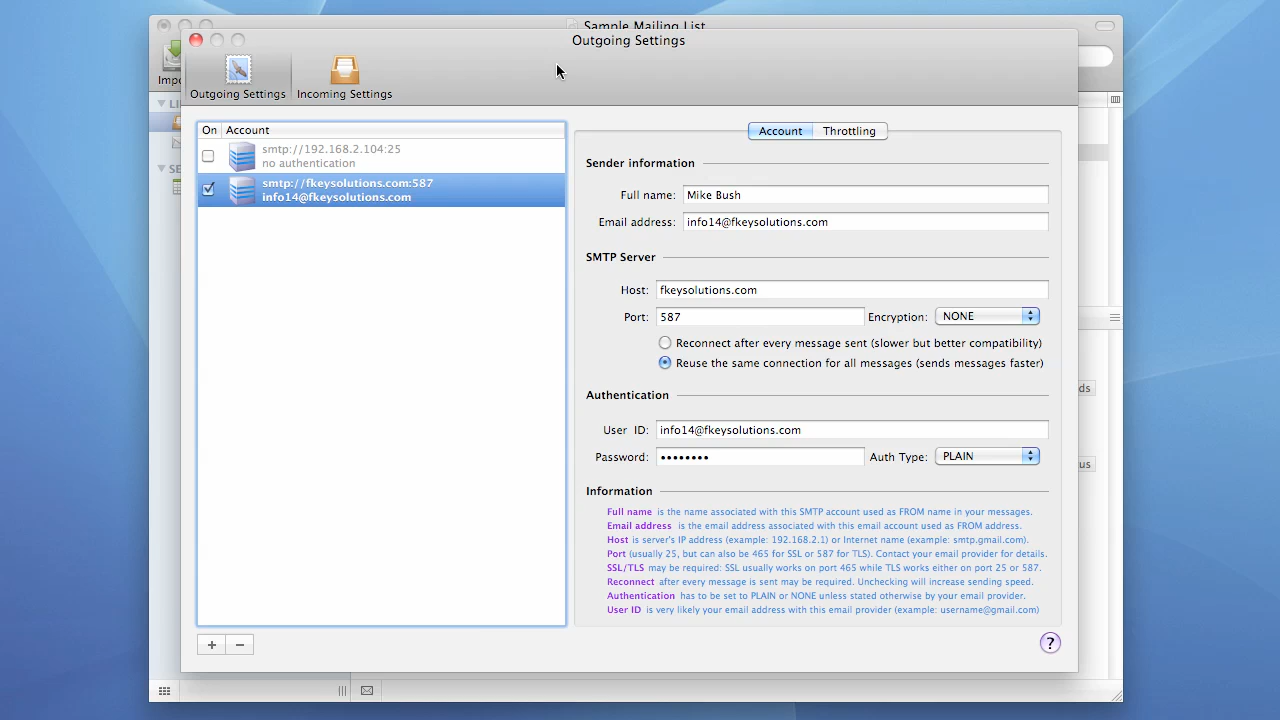 Sample Mailing List
Outgoing Settings
Impo
Outgoing Settings
Incoming Settings
LI
SE
On
Account
smtp://192.168.2.104:25
no authentication
smtp://fkeysolutions.com:587
info14@fkeysolutions.com
Account
Throttling
Sender information
Full name: Mike Bush
Email address: info14@fkeysolutions.com
SMTP Server
Host: fkeysolutions.com
Port: 587 Encryption: NONE
Reconnect after every message sent (slower but better compatibility)
Reuse the same connection for all messages (sends messages faster)
ds
Authentication
User ID: info14@fkeysolutions.com
Password: •••••••• Auth Type: PLAIN
us
Information
Full name is the name associated with this SMTP account used as FROM name in your messages.
Email address is the email address associated with this email account used as FROM address.
Host is server's IP address (example: 192.168.2.1) or Internet name (example: smtp.gmail.com).
Port (usually 25, but can also be 465 for SSL or 587 for TLS). Contact your email provider for details.
SSL/TLS may be required: SSL usually works on port 465 while TLS works either on port 25 or 587.
Reconnect after every message is sent may be required. Unchecking will increase sending speed.
Authentication has to be set to PLAIN or NONE unless stated otherwise by your email provider.
User ID is very likely your email address with this email provider (example: username@gmail.com)
+ −
?